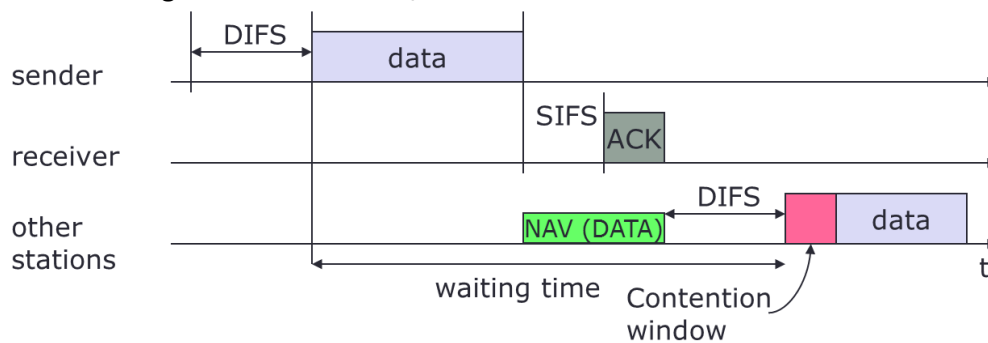 DIFS
data
sender
SIFS
ACK
receiver
DIFS
other
stations
NAV (DATA)
data
t
waiting time
Contention
window